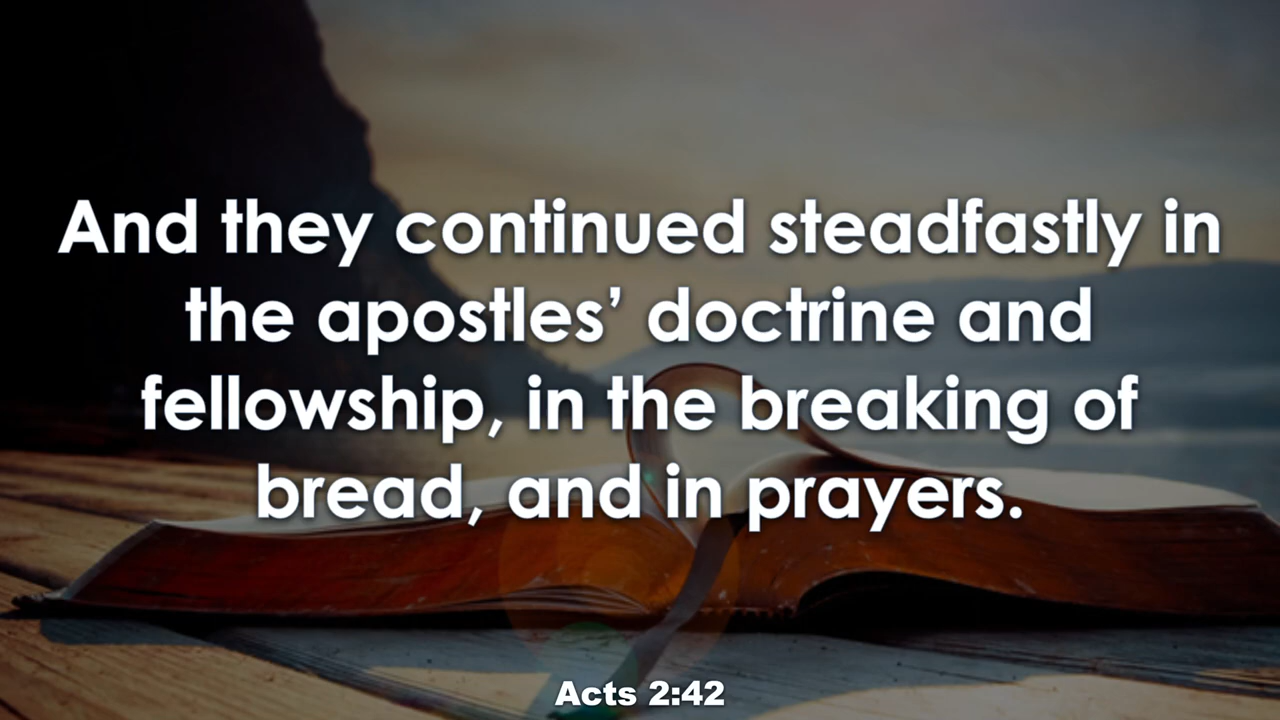 And they continued steadfastly in
the apostles’ doctrine and
fellowship, in the breaking of
bread, and in prayers.
Acts 2:42